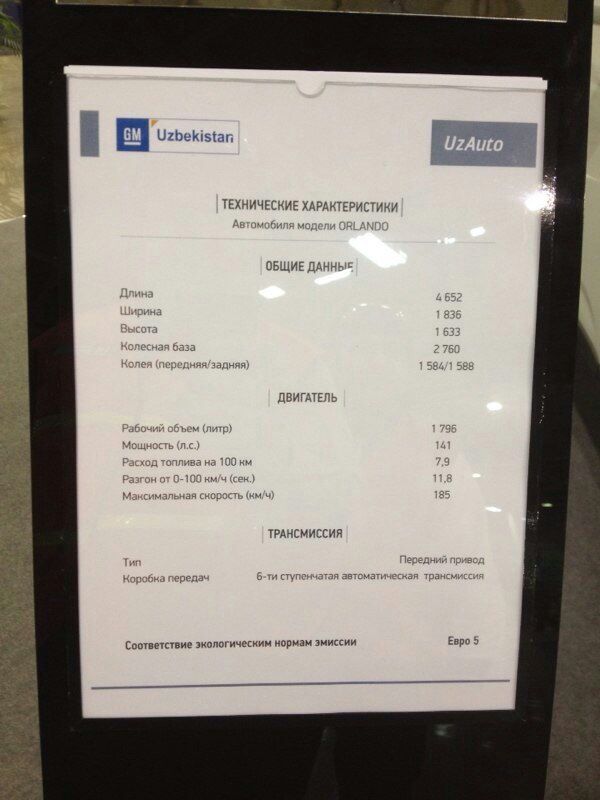 GM Uzbekistan
UzAuto
ТЕХНИЧЕСКИЕ ХАРАКТЕРИСТИКИ
Автомобиля модели ORLANDO
ОБЩИЕ ДАННЫЕ
Длина 4 652
Ширина 1 836
Высота 1 633
Колесная база 2 760
Колея (передняя/задняя) 1 584/1 588
ДВИГАТЕЛЬ
Рабочий объем (литр) 1 796
Мощность (л.с.) 141
Расход топлива на 100 км 7,9
Разгон от 0-100 км/ч (сек.) 11,8
Максимальная скорость (км/ч) 185
ТРАНСМИССИЯ
Тип Передний привод
Коробка передач 6-ти ступенчатая автоматическая трансмиссия
Соответствие экологическим нормам эмиссии Евро 5